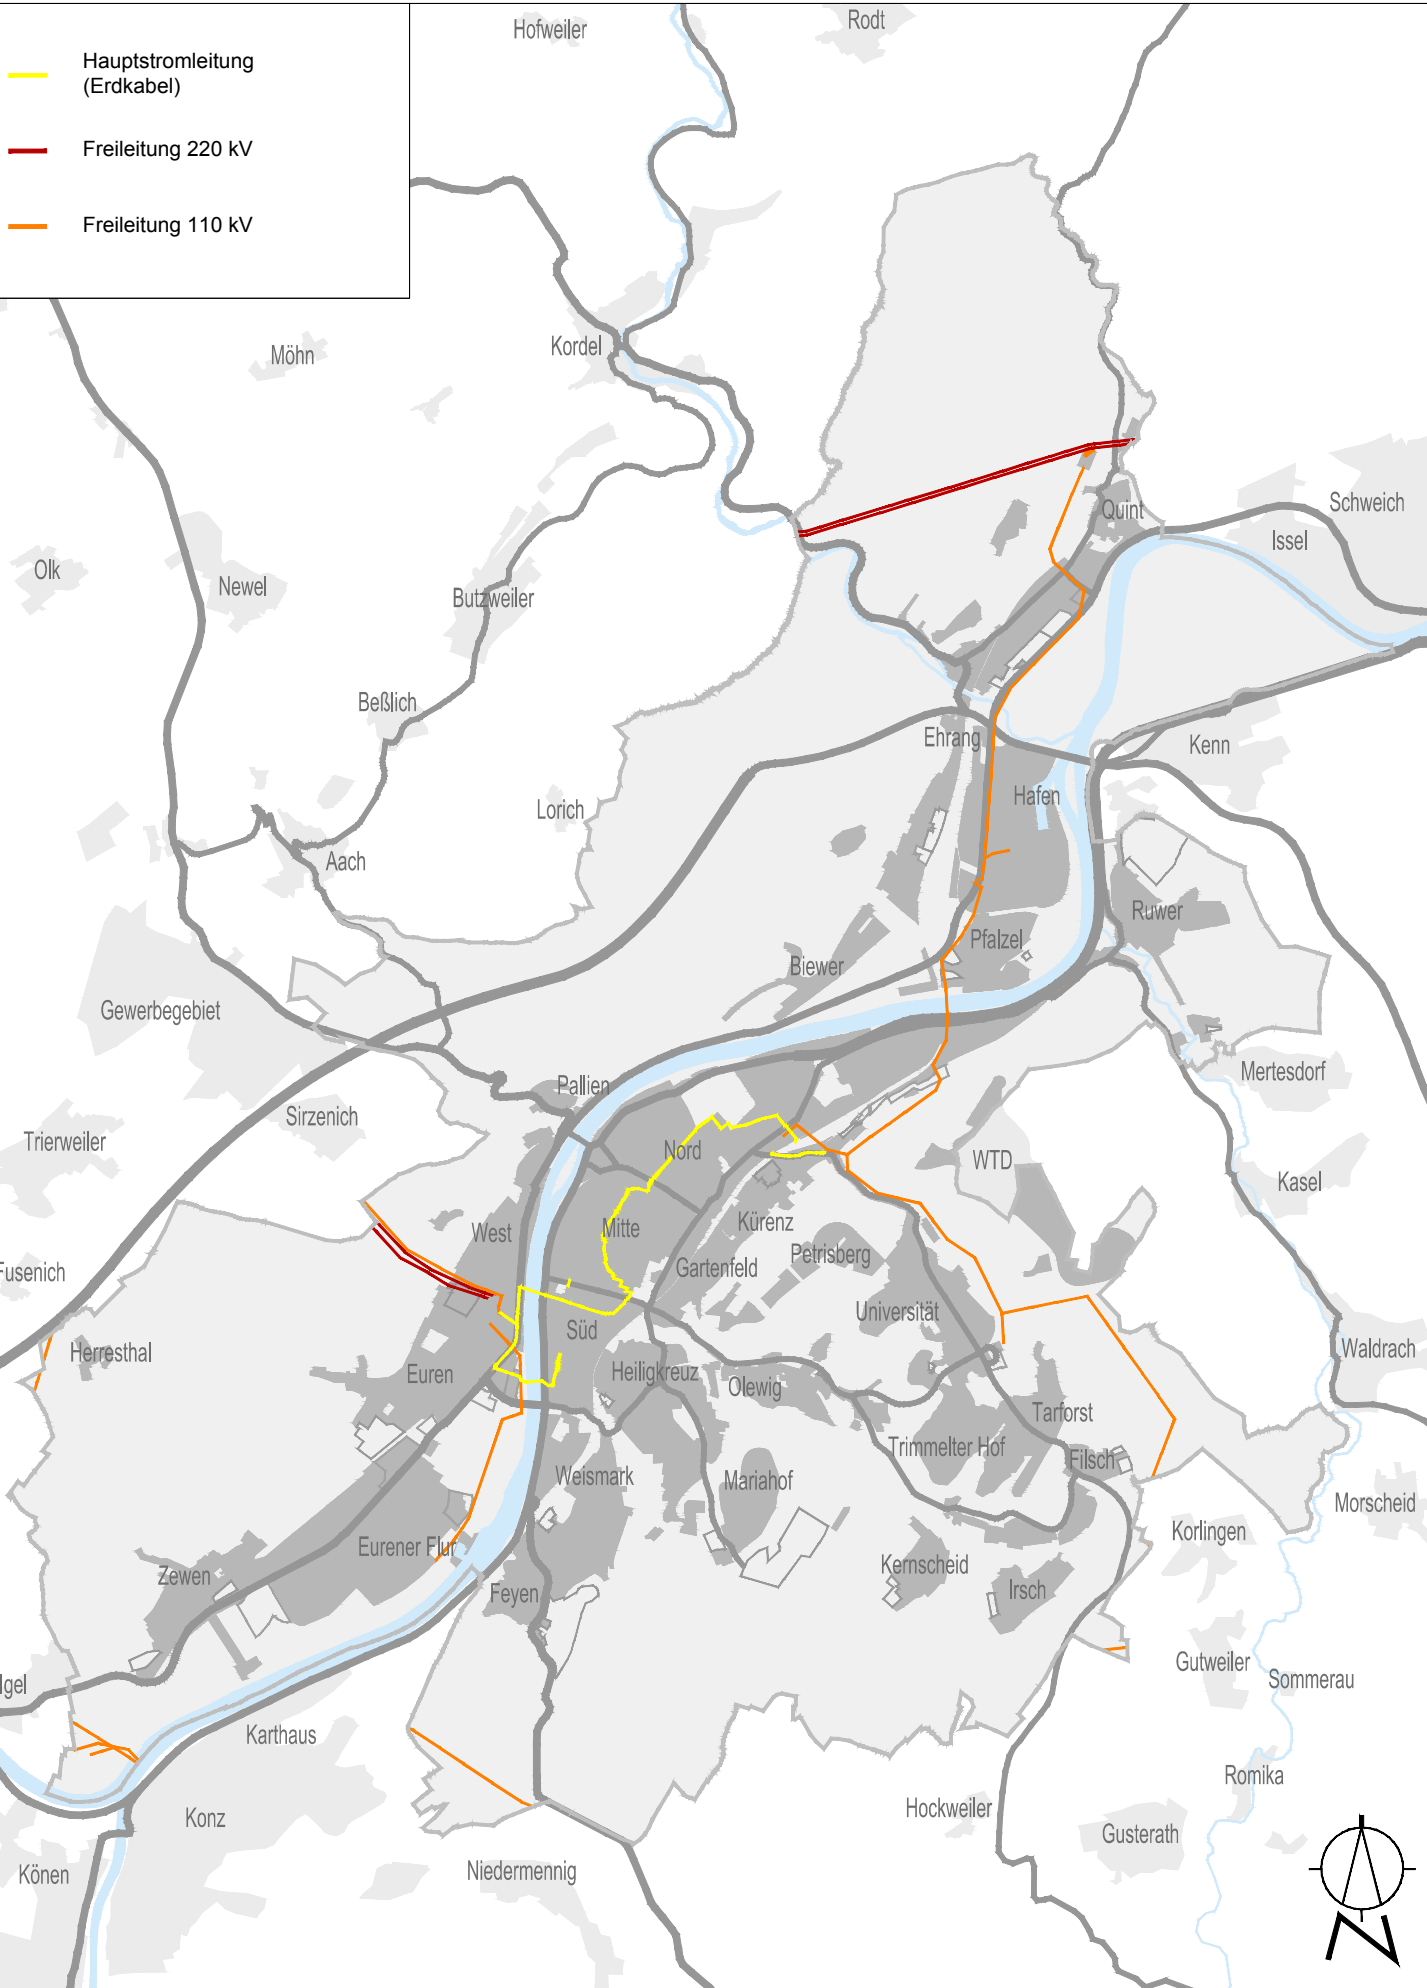 Hauptstromleitung
(Erdkabel)
Freileitung 220 kV
Freileitung 110 kV
Hofweiler
Rodt
Möhn
Kordel
Schweich
Quint
Issel
Olk
Newel
Butzweiler
Beßlich
Ehrang
Kenn
Hafen
Lorich
Aach
Ruwer
Pfalzel
Biewer
Gewerbegebiet
Mertesdorf
Pallien
Sirzenich
Trierweiler
Nord
WTD
Kasel
West
Mitte
Kürenz
Petrisberg
Gartenfeld
Fusenich
Universität
Süd
Herresthal
Waldrach
Euren
Heiligkreuz
Olewig
Tarforst
Trimmelter Hof
Filsch
Weismark
Mariahof
Morscheid
Korlingen
Eurener Flur
Zewen
Kernscheid
Irsch
Feyen
Gutweiler
Sommerau
Igel
Karthaus
Romika
Konz
Hockweiler
Gusterath
Könen
Niedermennig
N